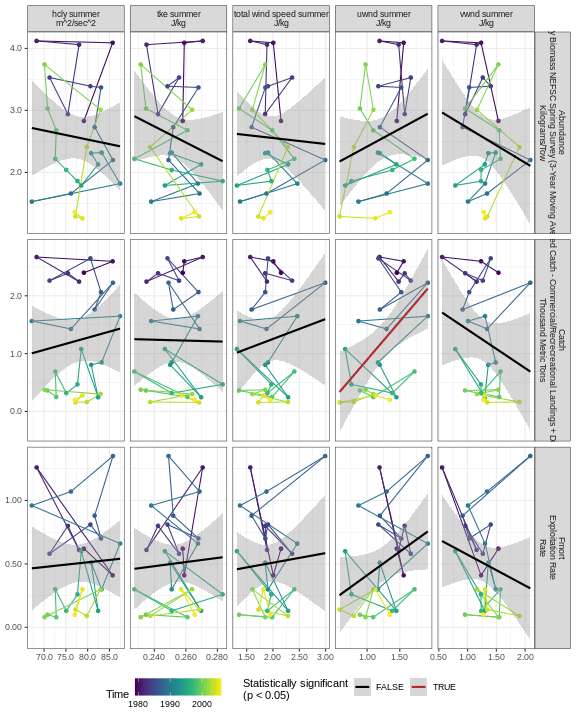 hcly summer
m^2/sec^2
tke summer
J/kg
total wind speed summer
J/kg
uwnd summer
J/kg
vwnd summer
J/kg
4.0
3.0
2.0
Abundance
y Biomass NEFSC Spring Survey (3-Year Moving Ave
Kilograms/Tow
2.0
1.0
0.0
Catch
ed Catch - Commercial/Recreational Landings + D
Thousand Metric Tons
1.00
0.50
0.00
Fmort
Exploitation Rate
Rate
70.0 75.0 80.0 85.0
0.240 0.260 0.280
1.50 2.00 2.50 3.00
1.00 1.50
0.50 1.00 1.50 2.00
Time
1980 1990 2000
Statistically significant
(p < 0.05)
FALSE TRUE